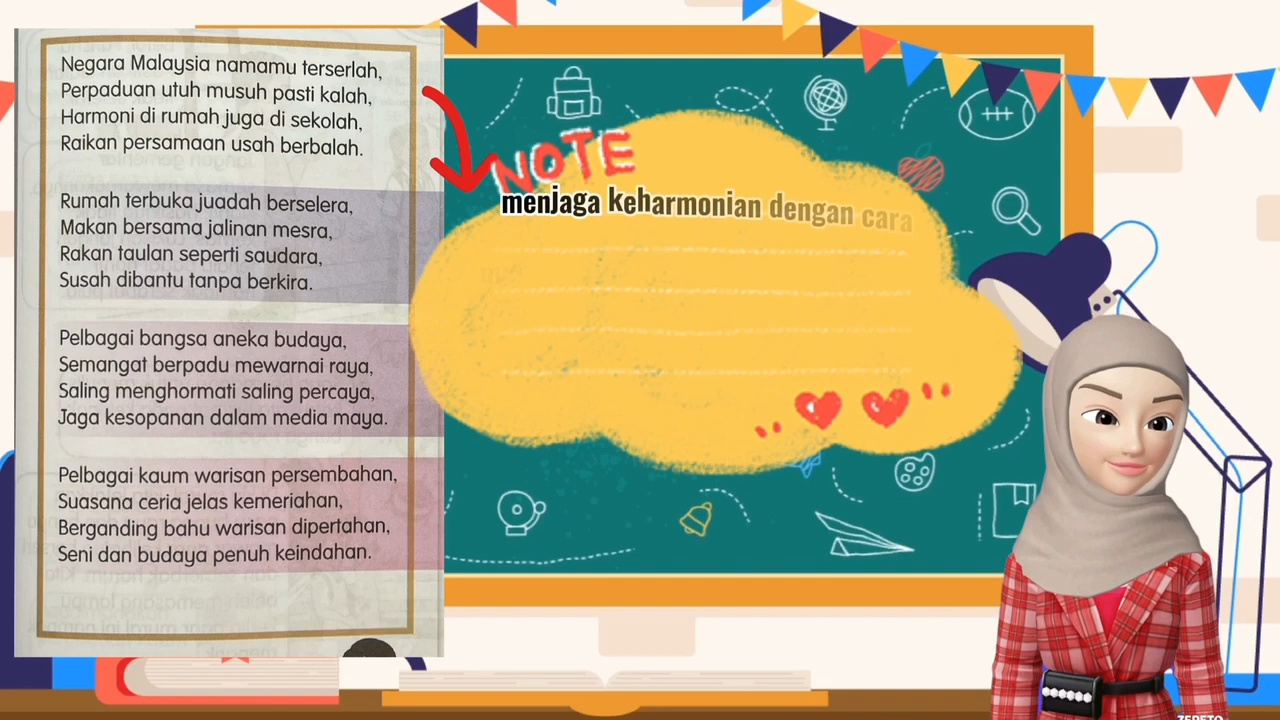 Negara Malaysia namamu terserlah,
Perpaduan utuh musuh pasti kalah,
Harmoni di rumah juga di sekolah,
Raikan persamaan usah berbalah.
Rumah terbuka juadah berselera,
Makan bersama jalinan mesra,
Rakan taulan seperti saudara,
Susah dibantu tanpa berkira.
Pelbagai bangsa aneka budaya,
Semangat berpadu mewarnai raya,
Saling menghormati saling percaya,
Jaga kesopanan dalam media maya.
Pelbagai kaum warisan persembahan,
Suasana ceria jelas kemeriahan,
Berganding bahu warisan dipertahan,
Seni dan budaya penuh keindahan.
NOTE
menjaga keharmonian dengan cara
ZEPETO